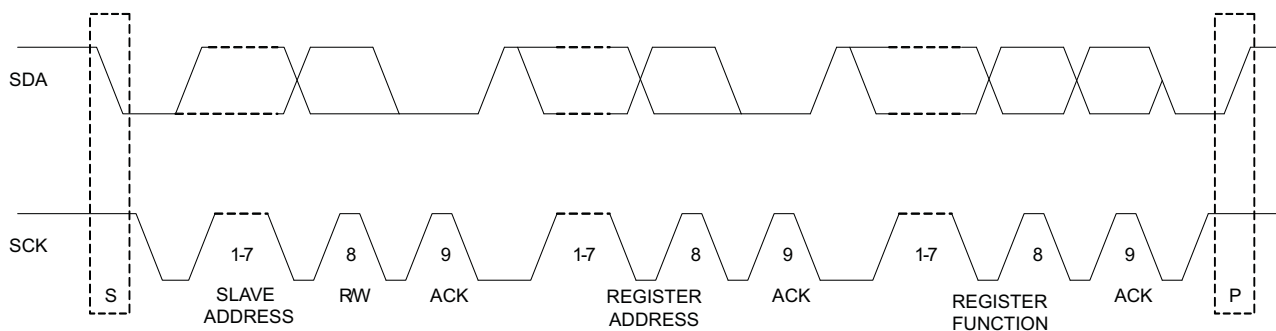 SDA
SCK
1-7 8 9 1-7 8 9 1-7 8 9
S SLAVE ADDRESS R/W ACK REGISTER ADDRESS ACK REGISTER FUNCTION ACK P